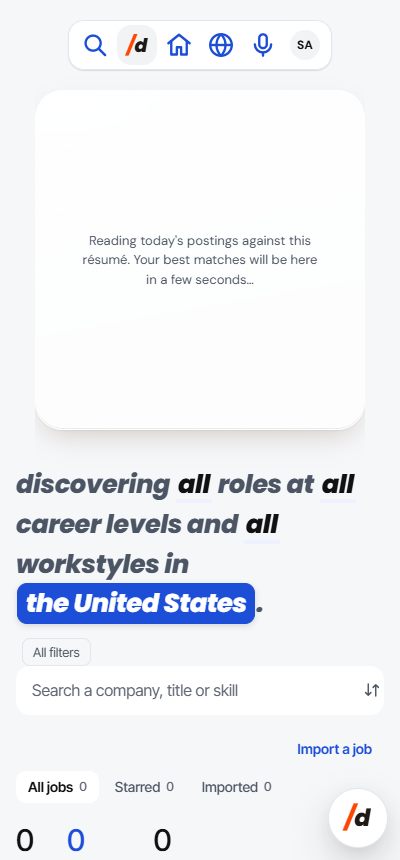 /d
SA
Reading today's postings against this
résumé. Your best matches will be here
in a few seconds…
discovering all roles at all
career levels and all
workstyles in
the United States.
All filters
Search a company, title or skill
Import a job
All jobs 0 Starred 0 Imported 0
/d
0 0 0